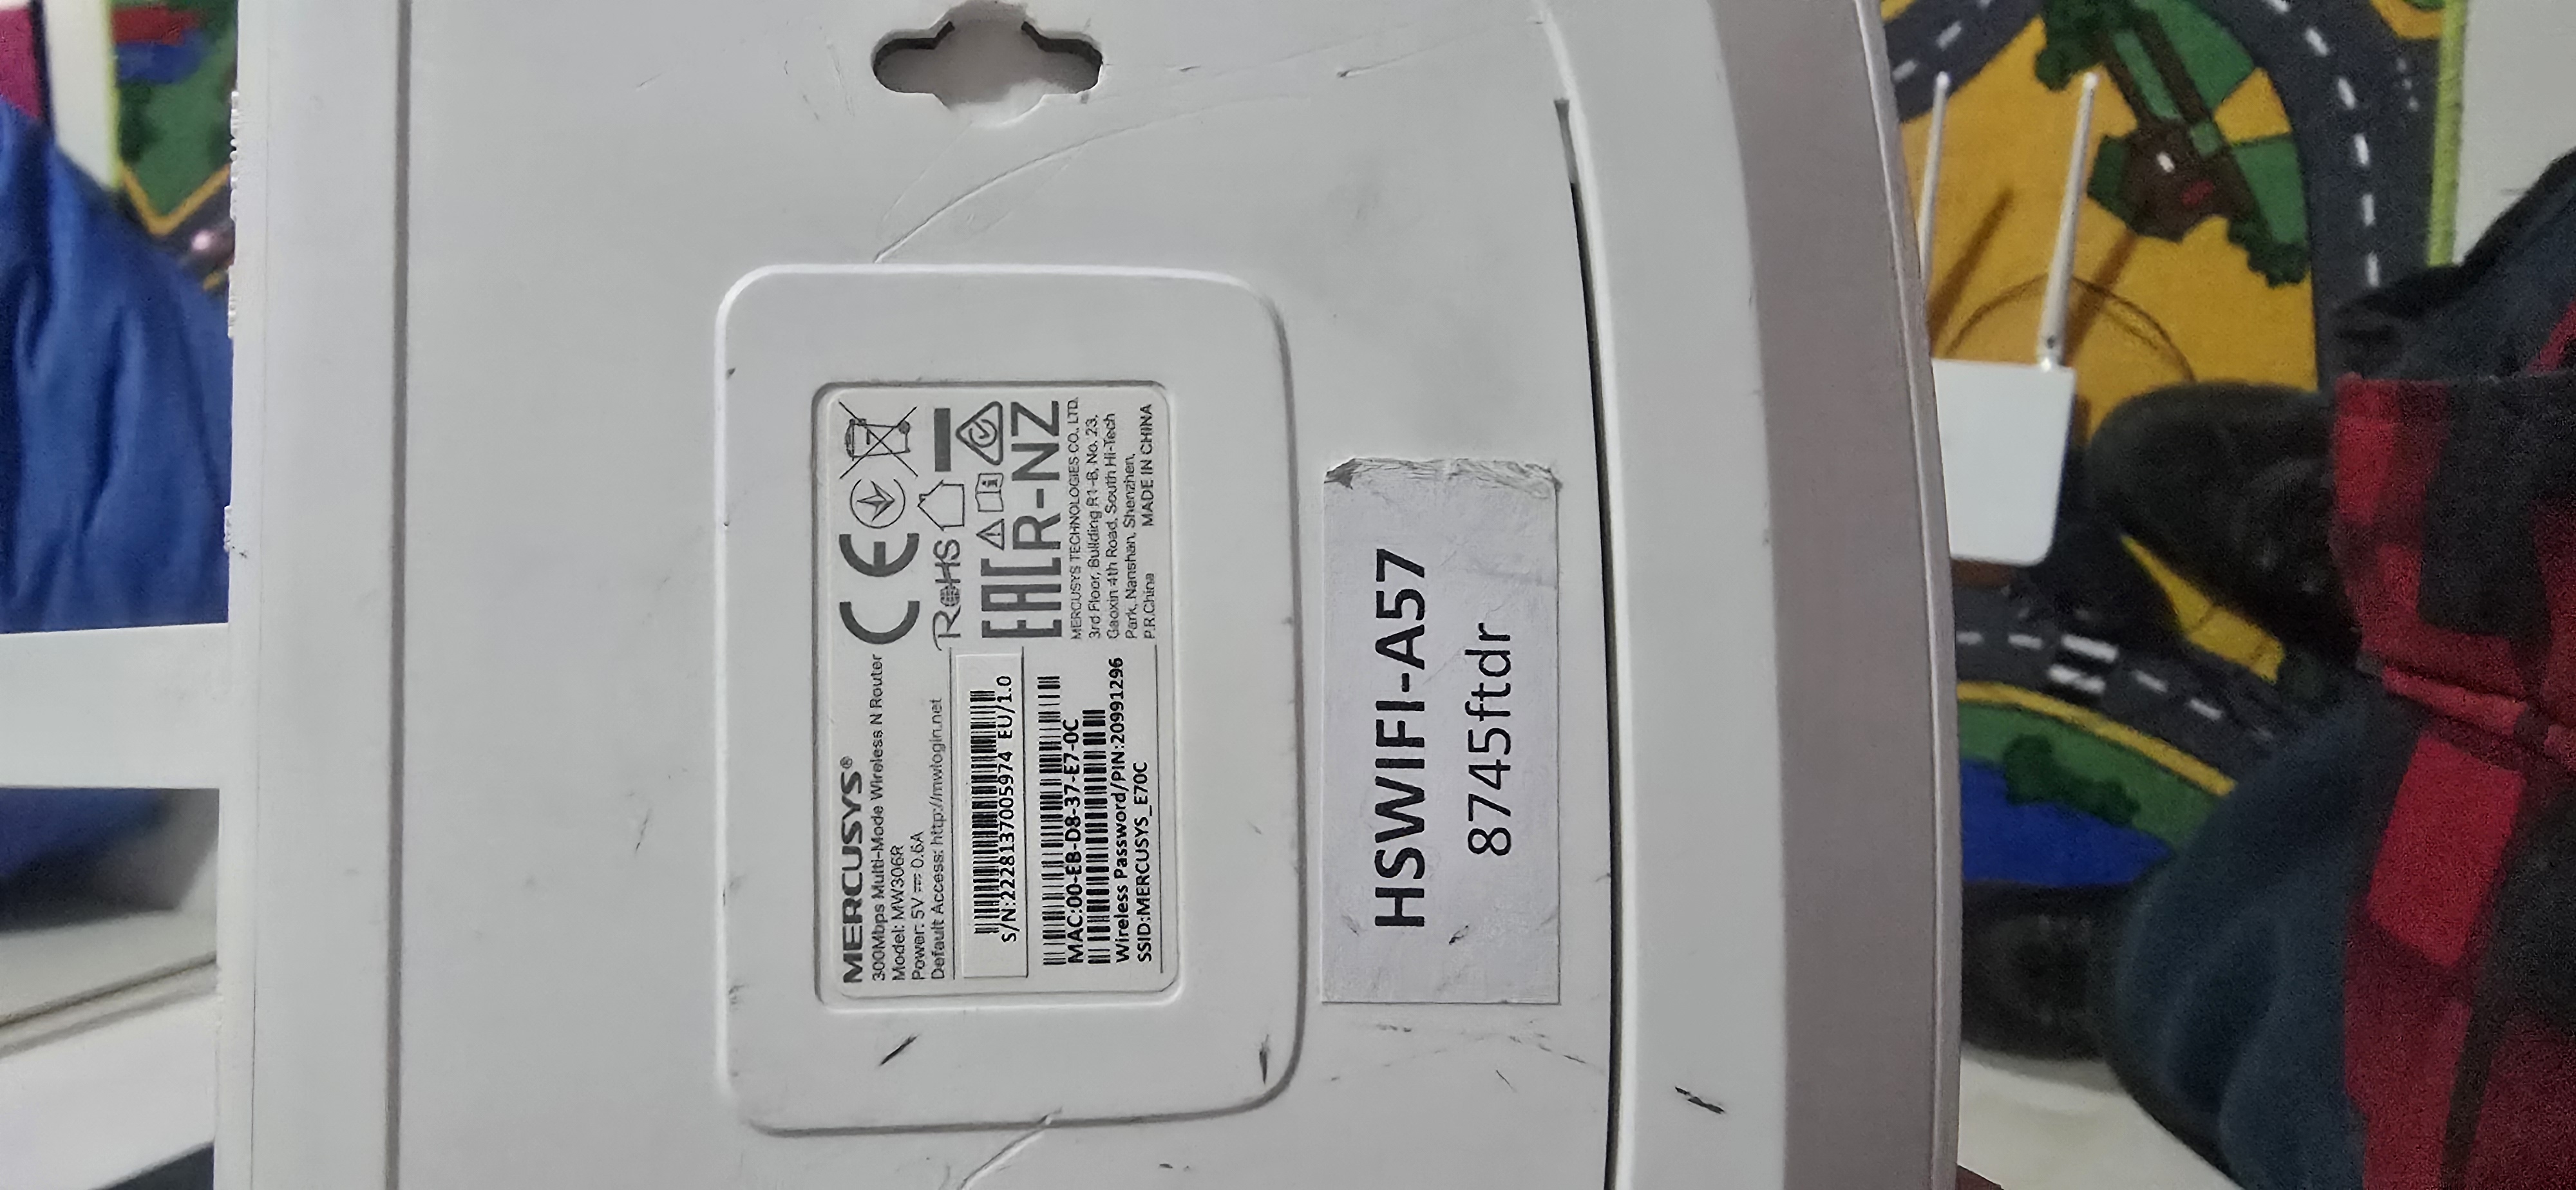 MERCUSYS®
300Mbps Multi-Mode Wireless N Router
Model: MW306R
Power: 5V⎓0.6A
Default Access: http://mwlogin.net
S/N:2228137005974 EU/1.0
MAC:00-EB-D8-37-E7-0C
Wireless Password/PIN:20991296
SSID:MERCUSYS_E70C
CE
RoHS
EAC R-NZ
MERCUSYS TECHNOLOGIES CO., LTD.
3rd Floor, Building R1-B, No. 23,
Gaoxin 4th Road, South Hi-Tech
Park, Nanshan, Shenzhen,
P.R.China MADE IN CHINA
HSWIFI-A57
8745ftdr